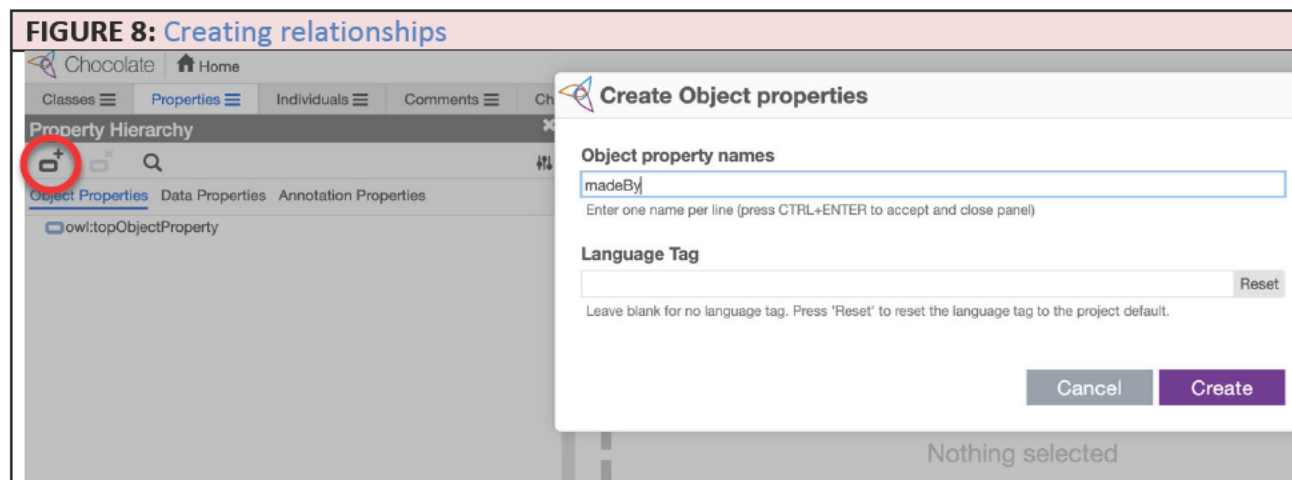 FIGURE 8: Creating relationships
Chocolate Home
Classes Properties Individuals Comments Ch
Property Hierarchy
Object Properties Data Properties Annotation Properties
owl:topObjectProperty
Create Object properties
Object property names
madeBy
Enter one name per line (press CTRL+ENTER to accept and close panel)
Language Tag
Reset
Leave blank for no language tag. Press 'Reset' to reset the language tag to the project default.
Cancel Create
Nothing selected